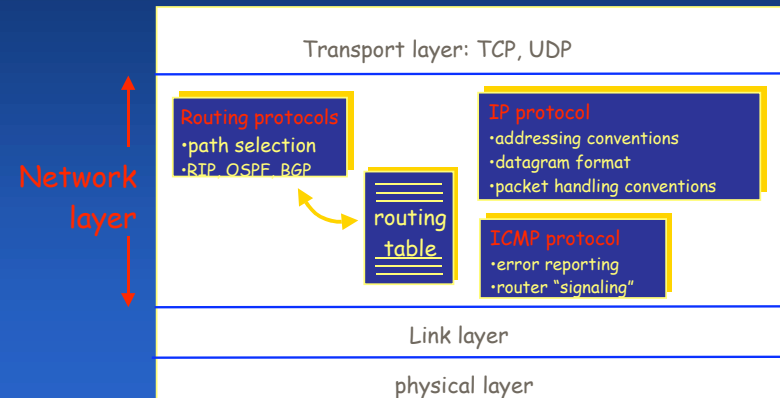 Transport layer: TCP, UDP
Network
layer
Routing protocols
•path selection
•RIP, OSPF, BGP
routing
table
IP protocol
•addressing conventions
•datagram format
•packet handling conventions
ICMP protocol
•error reporting
•router “signaling”
Link layer
physical layer